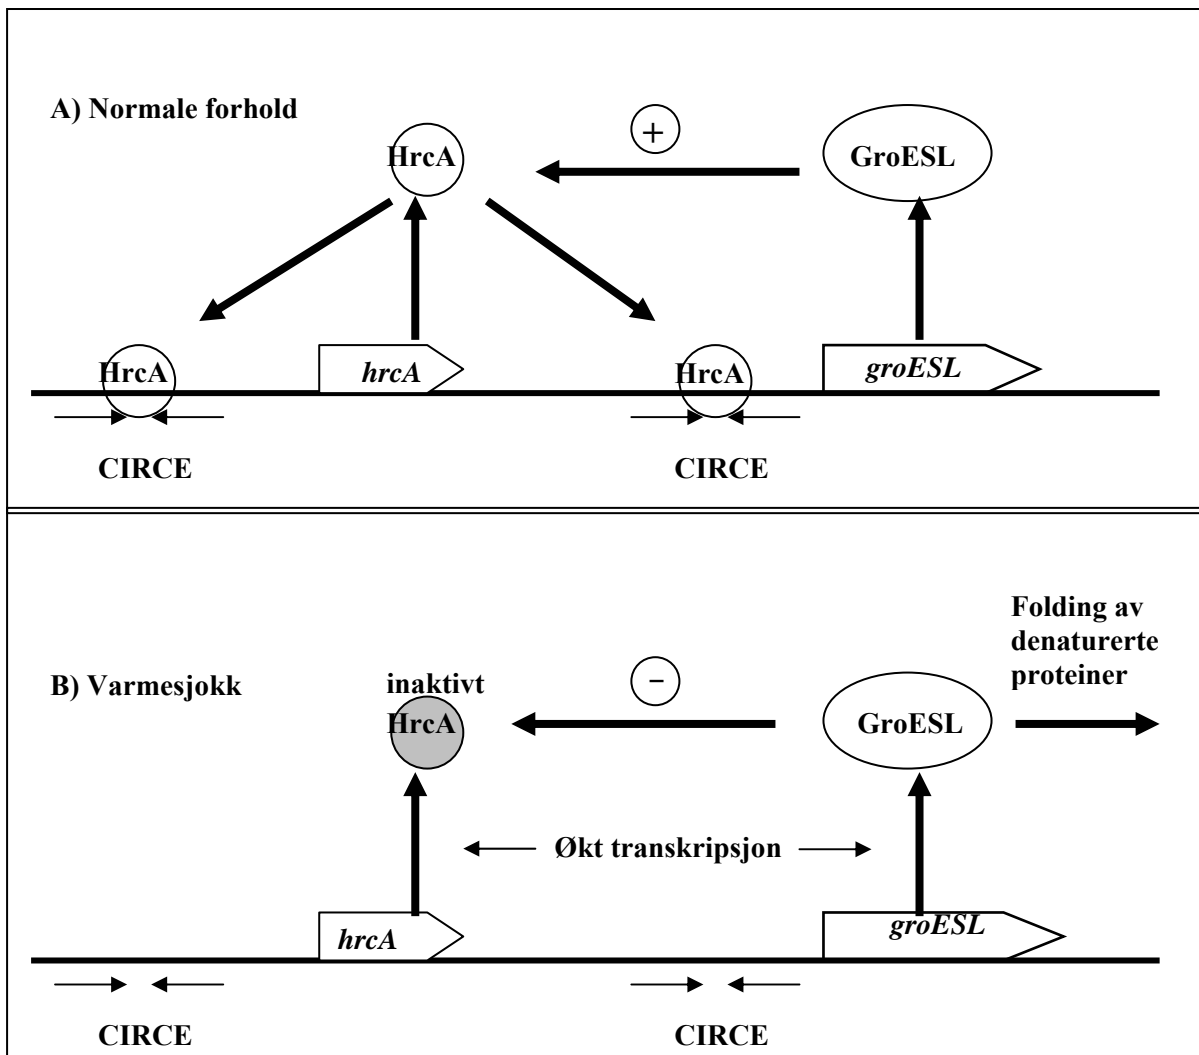 A) Normale forhold
HrcA
+
GroESL
HrcA
hrcA
HrcA
groESL
CIRCE
CIRCE
B) Varmesjokk
inaktivt
HrcA
−
GroESL
Folding av
denaturerte
proteiner
Økt transkripsjon
hrcA
groESL
CIRCE
CIRCE